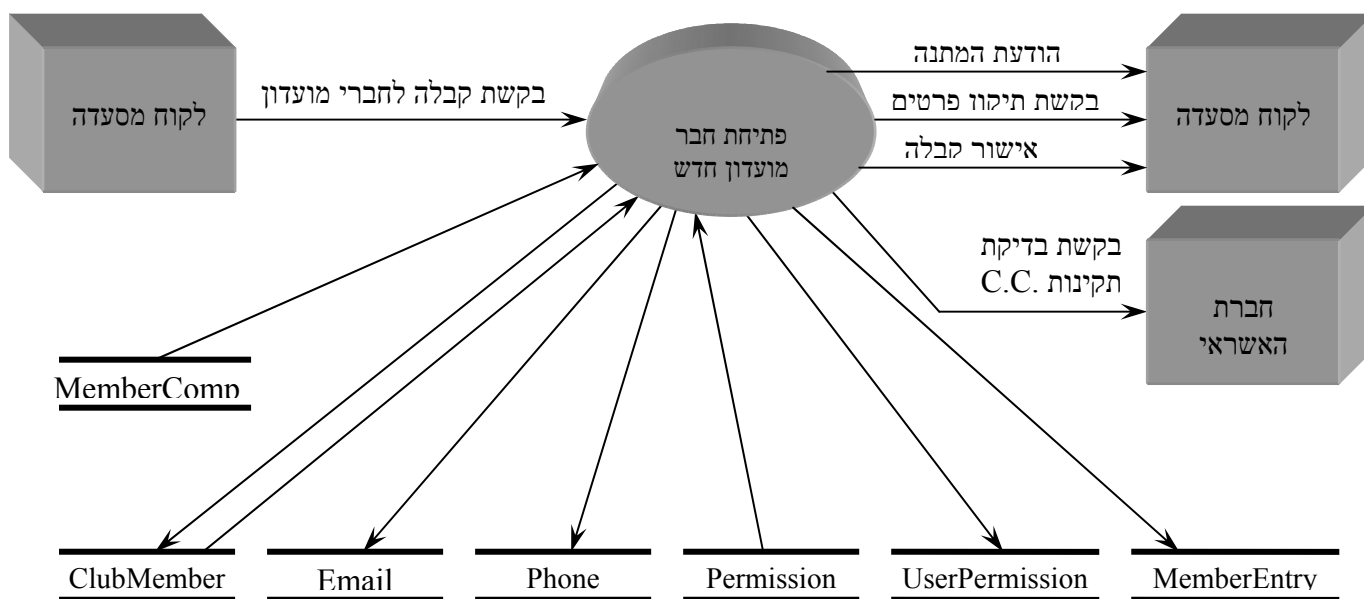 לקוח מסעדה
בקשת קבלה לחברי מועדון
פתיחת חבר
מועדון חדש
הודעת המתנה
בקשת תיקון פרטים
אישור קבלה
לקוח מסעדה
בקשת בדיקת
תקינות C.C.
חברת
האשראי
MemberComp
ClubMember
Email
Phone
Permission
UserPermission
MemberEntry